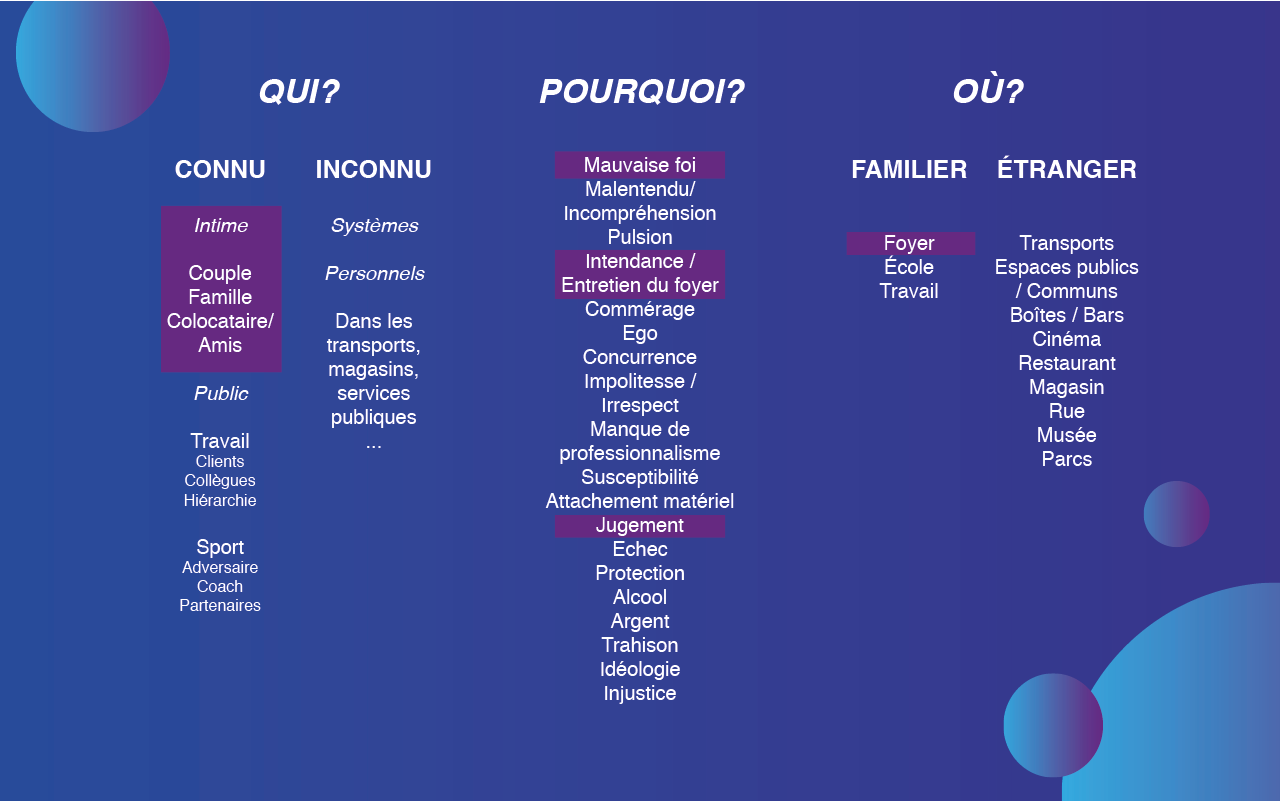 QUI?
CONNU
Intime
Couple
Famille
Colocataire/
Amis
Public
Travail
Clients
Collègues
Hiérarchie
Sport
Adversaire
Coach
Partenaires
INCONNU
Systèmes
Personnels
Dans les
transports,
magasins,
services
publiques
...
POURQUOI?
Mauvaise foi
Malentendu/
Incompréhension
Pulsion
Intendance /
Entretien du foyer
Commérage
Ego
Concurrence
Impolitesse /
Irrespect
Manque de
professionnalisme
Susceptibilité
Attachement matériel
Jugement
Echec
Protection
Alcool
Argent
Trahison
Idéologie
Injustice
OÙ?
FAMILIER
Foyer
École
Travail
ÉTRANGER
Transports
Espaces publics
/ Communs
Boîtes / Bars
Cinéma
Restaurant
Magasin
Rue
Musée
Parcs